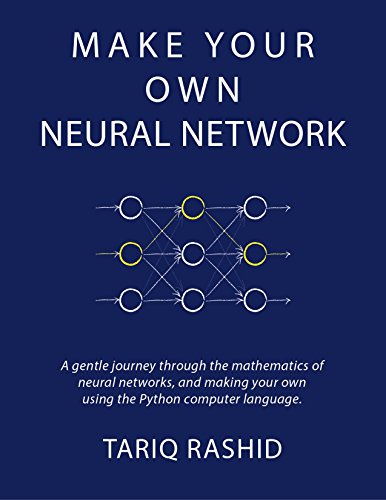 MAKE YOUR
OWN
NEURAL NETWORK
A gentle journey through the mathematics of
neural networks, and making your own
using the Python computer language.
TARIQ RASHID